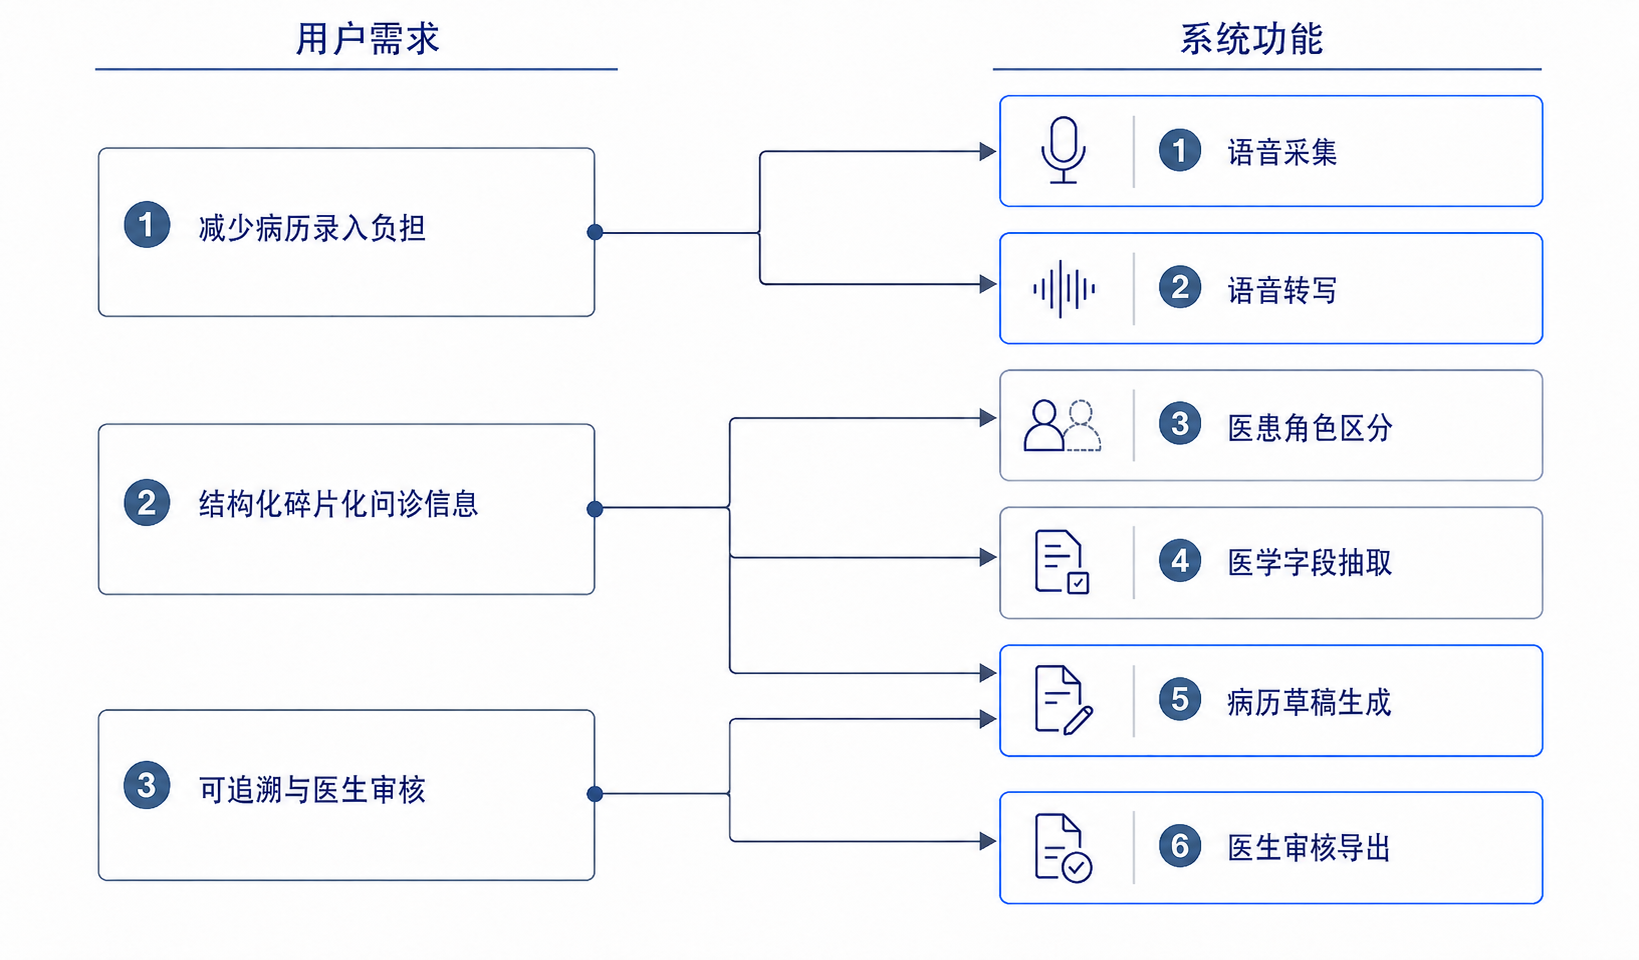 用户需求
1 减少病历录入负担
2 结构化碎片化问诊信息
3 可追溯与医生审核
系统功能
1 语音采集
2 语音转写
3 医患角色区分
4 医学字段抽取
5 病历草稿生成
6 医生审核导出